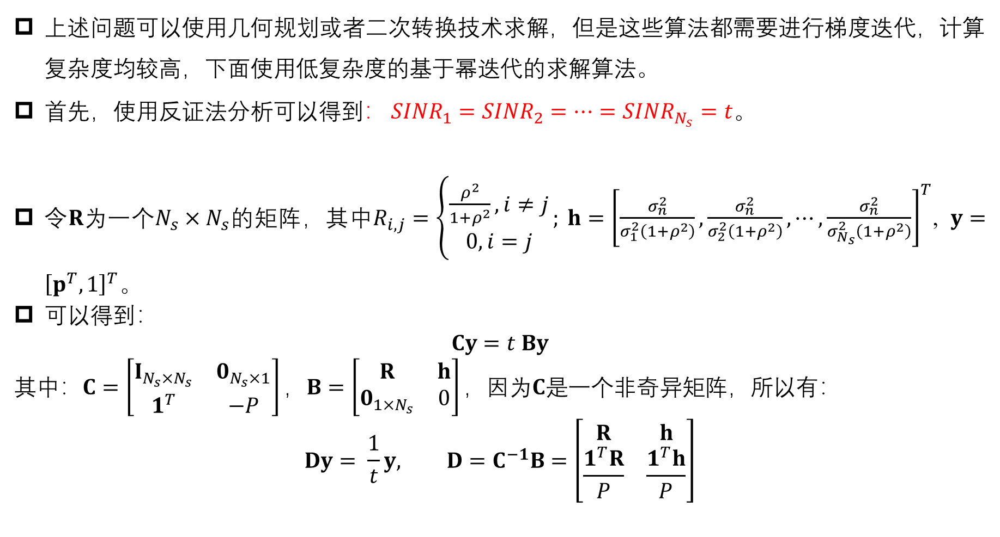 上述问题可以使用几何规划或者二次转换技术求解，但是这些算法都需要进行梯度迭代，计算
复杂度均较高，下面使用低复杂度的基于幂迭代的求解算法。
首先，使用反证法分析可以得到：$SINR_1 = SINR_2 = \cdots = SINR_{N_s} = t$。
令$\mathbf{R}$为一个$N_s \times N_s$的矩阵，其中$R_{i,j} = \begin{cases} \frac{\rho^2}{1+\rho^2}, i \neq j \\ 0, i = j \end{cases}$; $\mathbf{h} = \left[ \frac{\sigma_n^2}{\sigma_1^2(1+\rho^2)}, \frac{\sigma_n^2}{\sigma_2^2(1+\rho^2)}, \cdots, \frac{\sigma_n^2}{\sigma_{N_s}^2(1+\rho^2)} \right]^T$, $\mathbf{y} =$
$[\mathbf{p}^T, 1]^T$。
可以得到：
$\mathbf{C}\mathbf{y} = t\ \mathbf{B}\mathbf{y}$
其中：$\mathbf{C} = \begin{bmatrix} \mathbf{I}_{N_s \times N_s} & \mathbf{0}_{N_s \times 1} \\ \mathbf{1}^T & -P \end{bmatrix}$，$\mathbf{B} = \begin{bmatrix} \mathbf{R} & \mathbf{h} \\ \mathbf{0}_{1 \times N_s} & 0 \end{bmatrix}$，因为$\mathbf{C}$是一个非奇异矩阵，所以有：
$\mathbf{D}\mathbf{y} = \frac{1}{t}\mathbf{y}, \quad \mathbf{D} = \mathbf{C}^{-1}\mathbf{B} = \begin{bmatrix} \mathbf{R} & \mathbf{h} \\ \frac{\mathbf{1}^T\mathbf{R}}{P} & \frac{\mathbf{1}^T\mathbf{h}}{P} \end{bmatrix}$